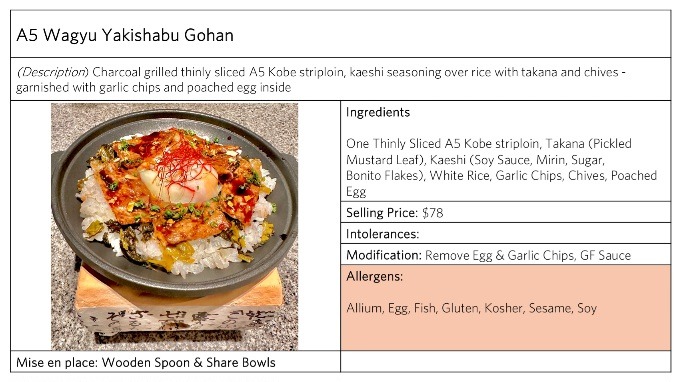 A5 Wagyu Yakishabu Gohan
(Description) Charcoal grilled thinly sliced A5 Kobe striploin, kaeshi seasoning over rice with takana and chives -
garnished with garlic chips and poached egg inside
Ingredients
One Thinly Sliced A5 Kobe striploin, Takana (Pickled
Mustard Leaf), Kaeshi (Soy Sauce, Mirin, Sugar,
Bonito Flakes), White Rice, Garlic Chips, Chives, Poached
Egg
Selling Price: $78
Intolerances:
Modification: Remove Egg & Garlic Chips, GF Sauce
Allergens:
Allium, Egg, Fish, Gluten, Kosher, Sesame, Soy
Mise en place: Wooden Spoon & Share Bowls